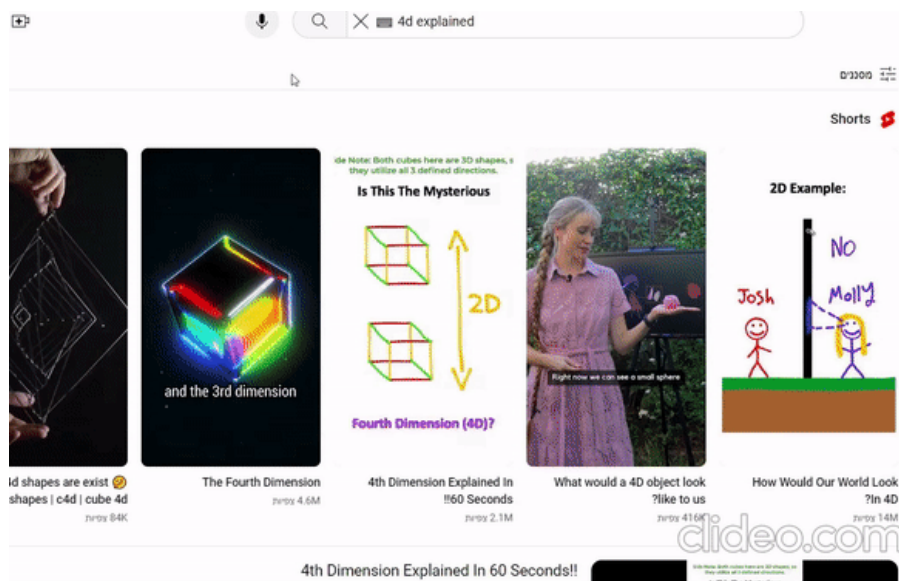 4d explained
מסננים
Shorts
and the 3rd dimension
ide Note: Both cubes here are 3D shapes, s
they utilize all 3 defined directions.
Is This The Mysterious
2D
Fourth Dimension (4D)?
Right now we can see a small sphere
2D Example:
NO
Josh
Molly
4d shapes are exist 🤔
shapes | c4d | cube 4d
84K צפיות
The Fourth Dimension
4.6M צפיות
4th Dimension Explained In
!!60 Seconds
2.1M צפיות
What would a 4D object look
?like to us
416K צפיות
How Would Our World Look
?In 4D
14M צפיות
clideo.com
4th Dimension Explained In 60 Seconds!!